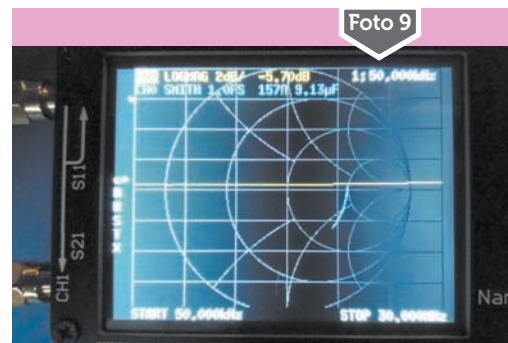 Foto 9
LOGMAG 2dB/ -5.70dB 1: 50.000kHz
CH0 SMITH 1.0FS 157Ω 9.13µF
S11
S21
CH1
START 50.000kHz STOP 30.000MHz
Nan